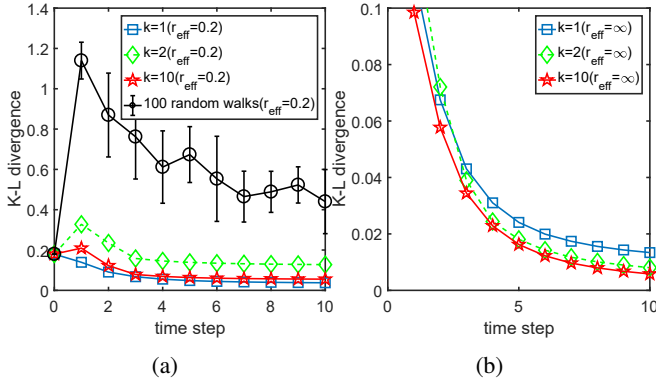 1.4
1.2
1
0.8
0.6
0.4
0.2
0
0 2 4 6 8 10
K-L divergence
time step
k=1(r_eff=0.2)
k=2(r_eff=0.2)
k=10(r_eff=0.2)
100 random walks(r_eff=0.2)
(a)
0.1
0.08
0.06
0.04
0.02
0
0 5 10
K-L divergence
time step
k=1(r_eff=∞)
k=2(r_eff=∞)
k=10(r_eff=∞)
(b)